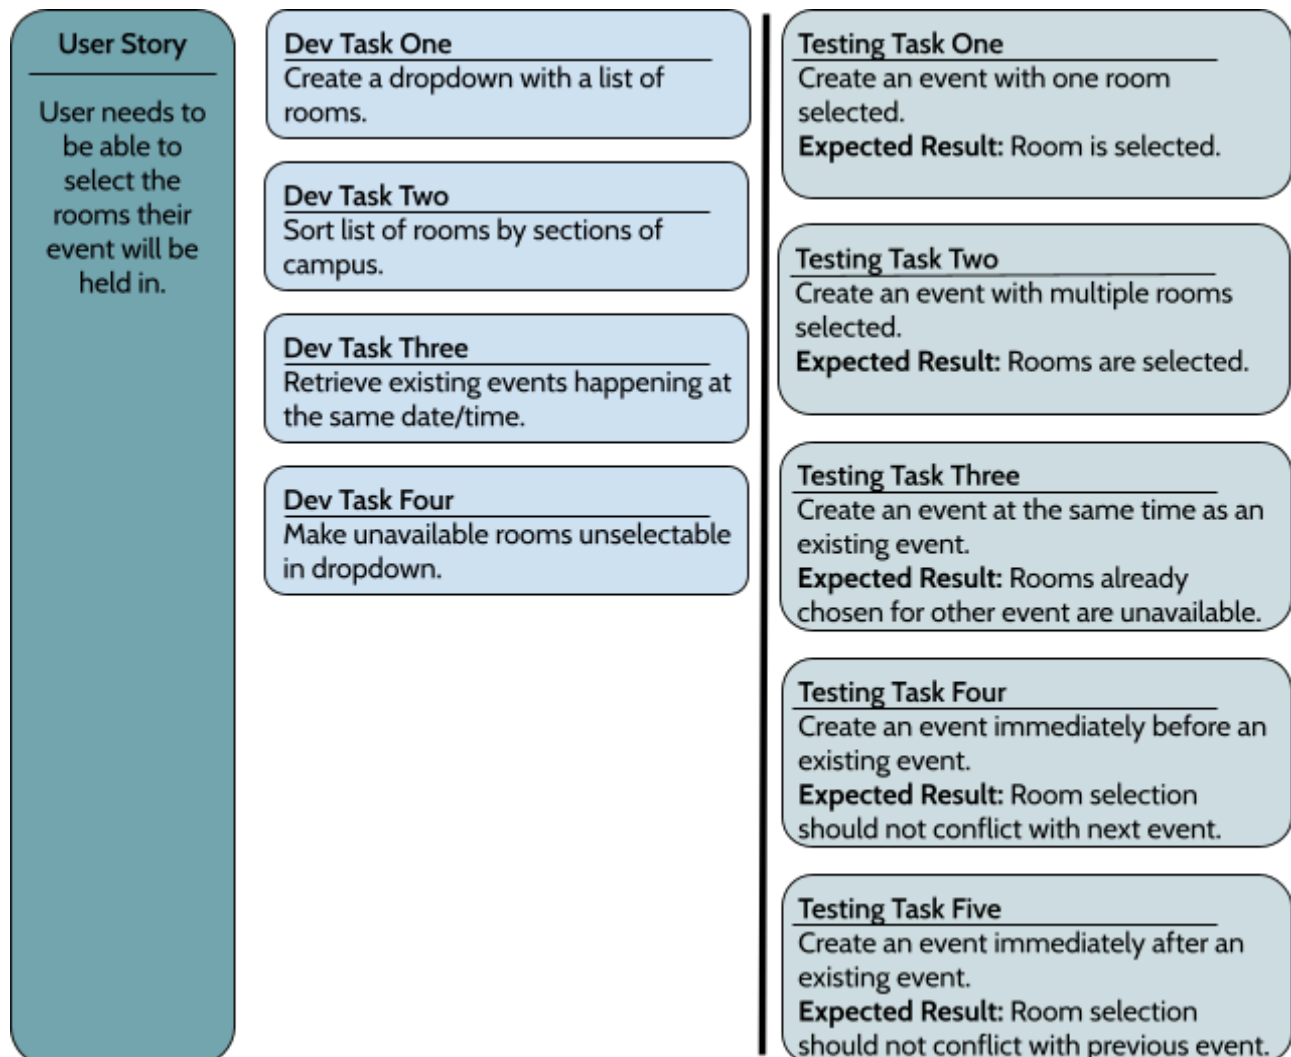 User Story
User needs to
be able to
select the
rooms their
event will be
held in.
Dev Task One
Create a dropdown with a list of
rooms.
Dev Task Two
Sort list of rooms by sections of
campus.
Dev Task Three
Retrieve existing events happening at
the same date/time.
Dev Task Four
Make unavailable rooms unselectable
in dropdown.
Testing Task One
Create an event with one room
selected.
Expected Result: Room is selected.
Testing Task Two
Create an event with multiple rooms
selected.
Expected Result: Rooms are selected.
Testing Task Three
Create an event at the same time as an
existing event.
Expected Result: Rooms already
chosen for other event are unavailable.
Testing Task Four
Create an event immediately before an
existing event.
Expected Result: Room selection
should not conflict with next event.
Testing Task Five
Create an event immediately after an
existing event.
Expected Result: Room selection
should not conflict with previous event.